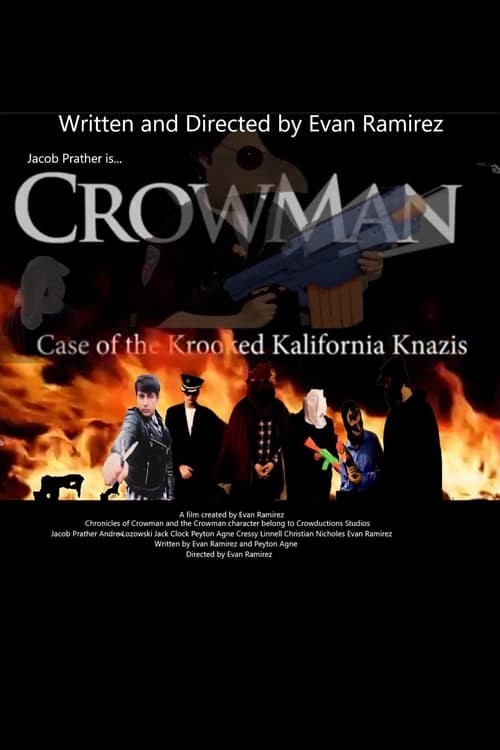 Written and Directed by Evan Ramirez
Jacob Prather is...
CROWMAN
Case of the Krooked Kalifornia Knazis
A film created by Evan Ramirez
Chronicles of Crowman and the Crowman character belong to Crowductions Studios
Jacob Prather Andrew Lozowski Jack Clock Peyton Agne Cressy Linnell Christian Nicholes Evan Ramirez
Written by Evan Ramirez and Peyton Agne
Directed by Evan Ramirez